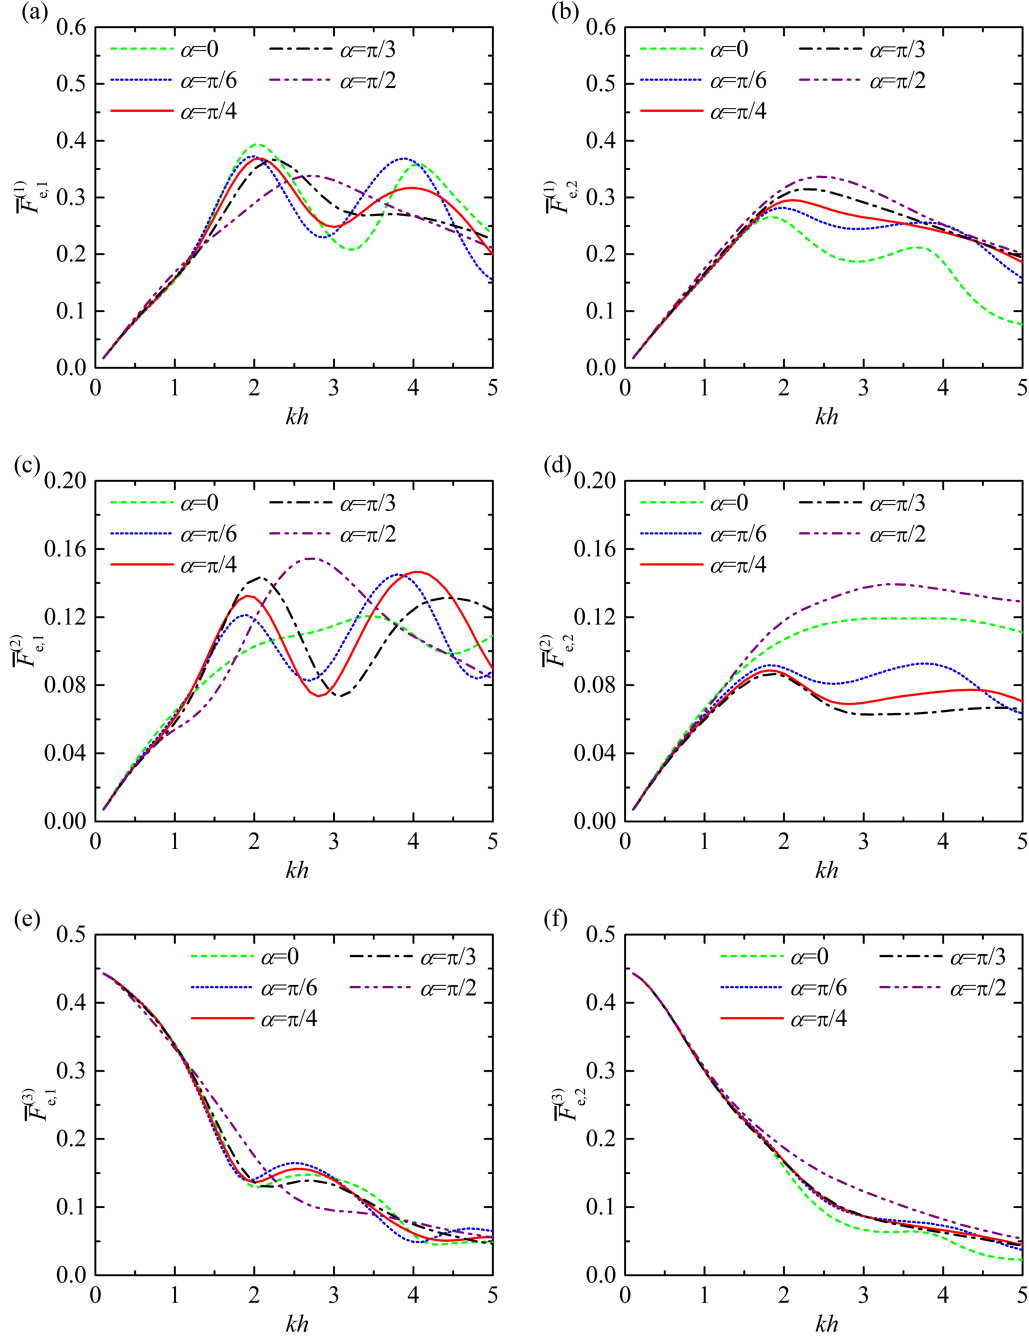 (a)
0.6
0.5
0.4
0.3
0.2
0.1
0.0
F̅e,1(1)
α=0 α=π/3
α=π/6 α=π/2
α=π/4
0 1 2 3 4 5
kh
(b)
0.6
0.5
0.4
0.3
0.2
0.1
0.0
F̅e,2(1)
α=0 α=π/3
α=π/6 α=π/2
α=π/4
0 1 2 3 4 5
kh
(c)
0.20
0.16
0.12
0.08
0.04
0.00
F̅e,1(2)
α=0 α=π/3
α=π/6 α=π/2
α=π/4
0 1 2 3 4 5
kh
(d)
0.20
0.16
0.12
0.08
0.04
0.00
F̅e,2(2)
α=0 α=π/3
α=π/6 α=π/2
α=π/4
0 1 2 3 4 5
kh
(e)
0.5
0.4
0.3
0.2
0.1
0.0
F̅e,1(3)
α=0 α=π/3
α=π/6 α=π/2
α=π/4
0 1 2 3 4 5
kh
(f)
0.5
0.4
0.3
0.2
0.1
0.0
F̅e,2(3)
α=0 α=π/3
α=π/6 α=π/2
α=π/4
0 1 2 3 4 5
kh